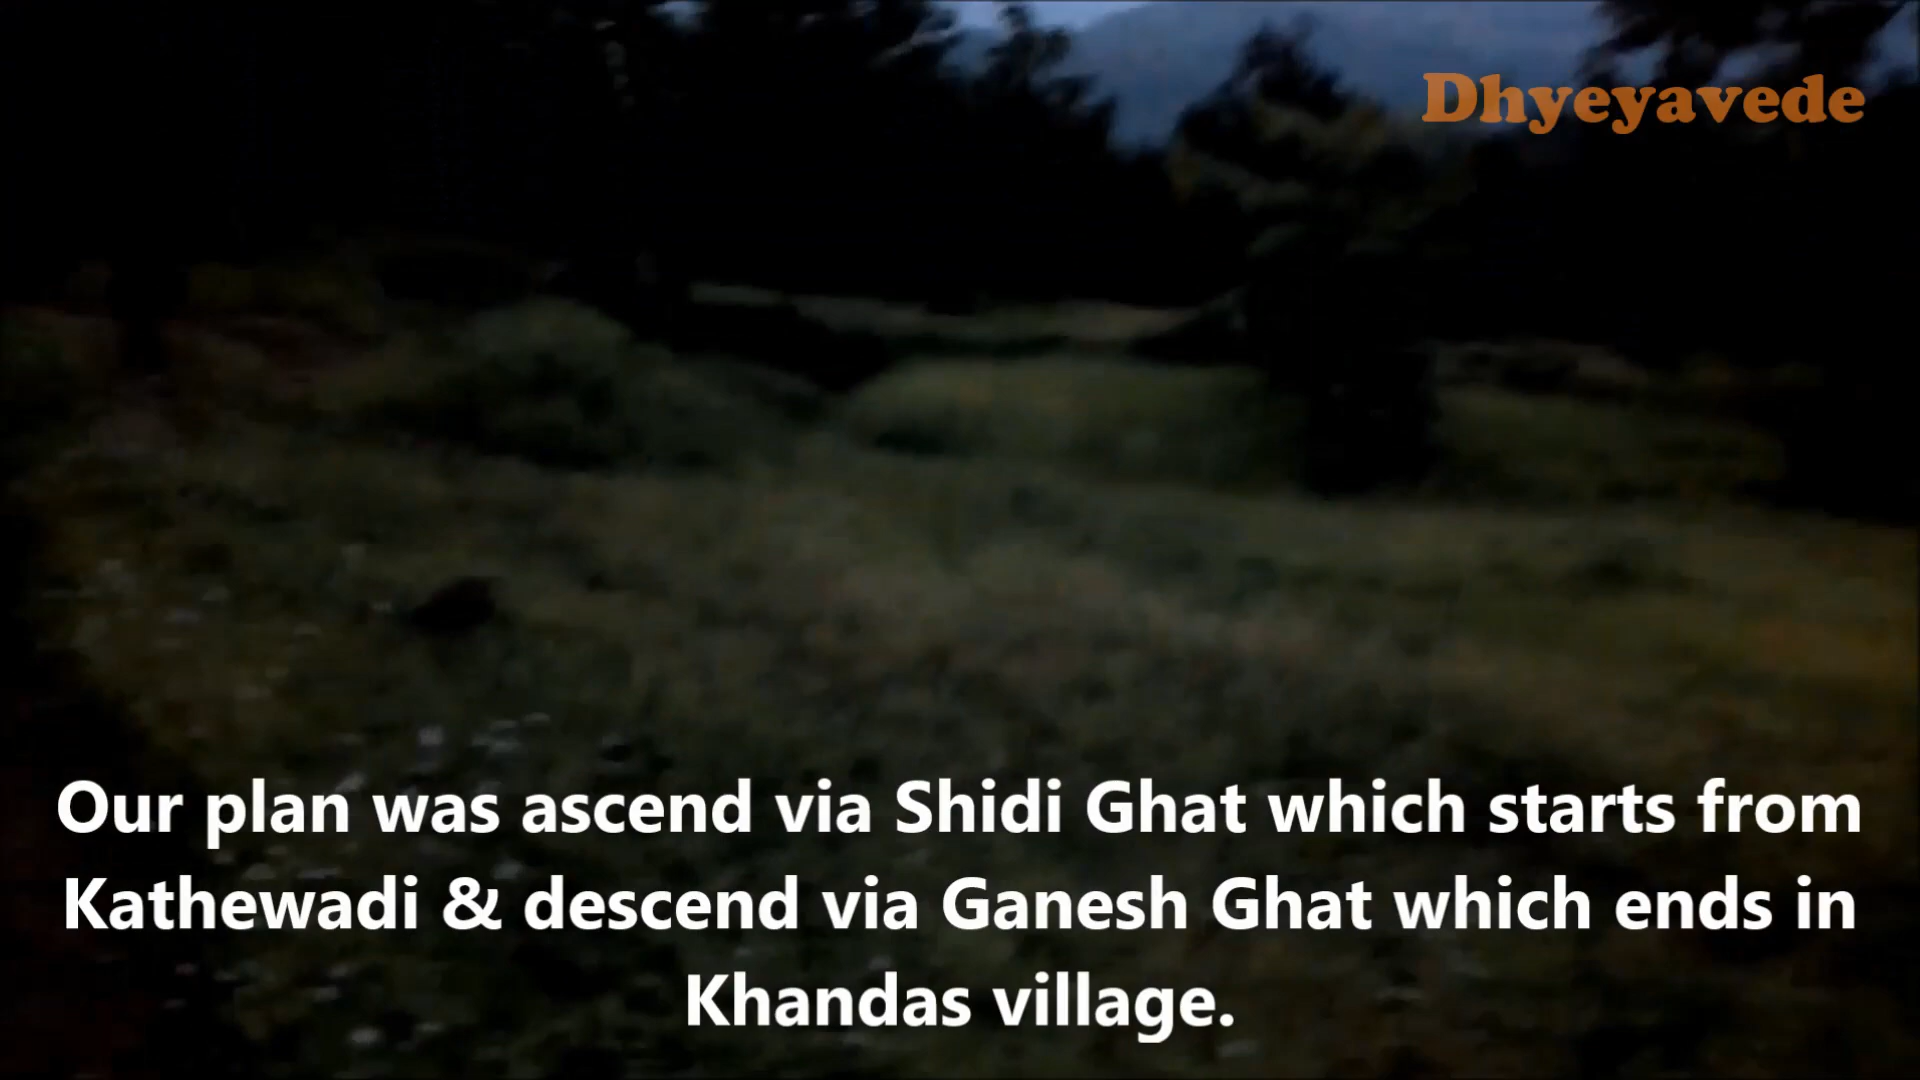 Dhyeyavede
Our plan was ascend via Shidi Ghat which starts from
Kathewadi & descend via Ganesh Ghat which ends in
Khandas village.